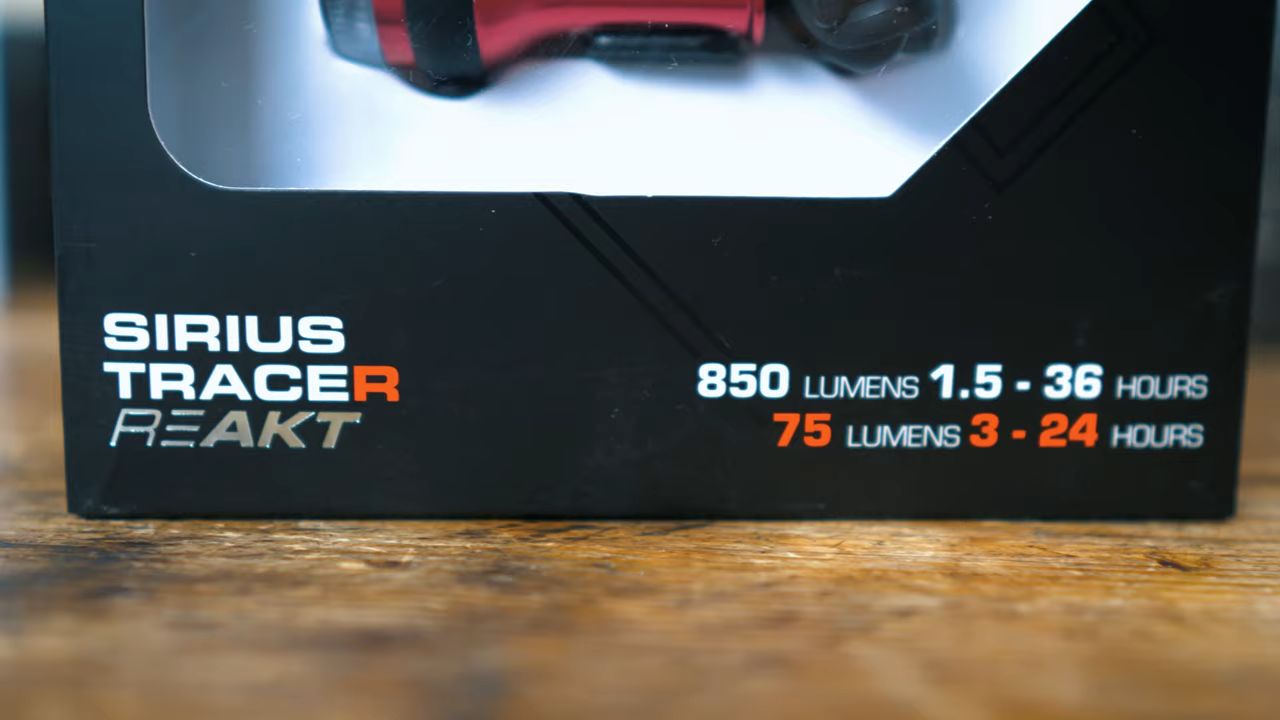 SIRIUS
TRACER
REAKT
850 LUMENS 1.5 - 36 HOURS
75 LUMENS 3 - 24 HOURS